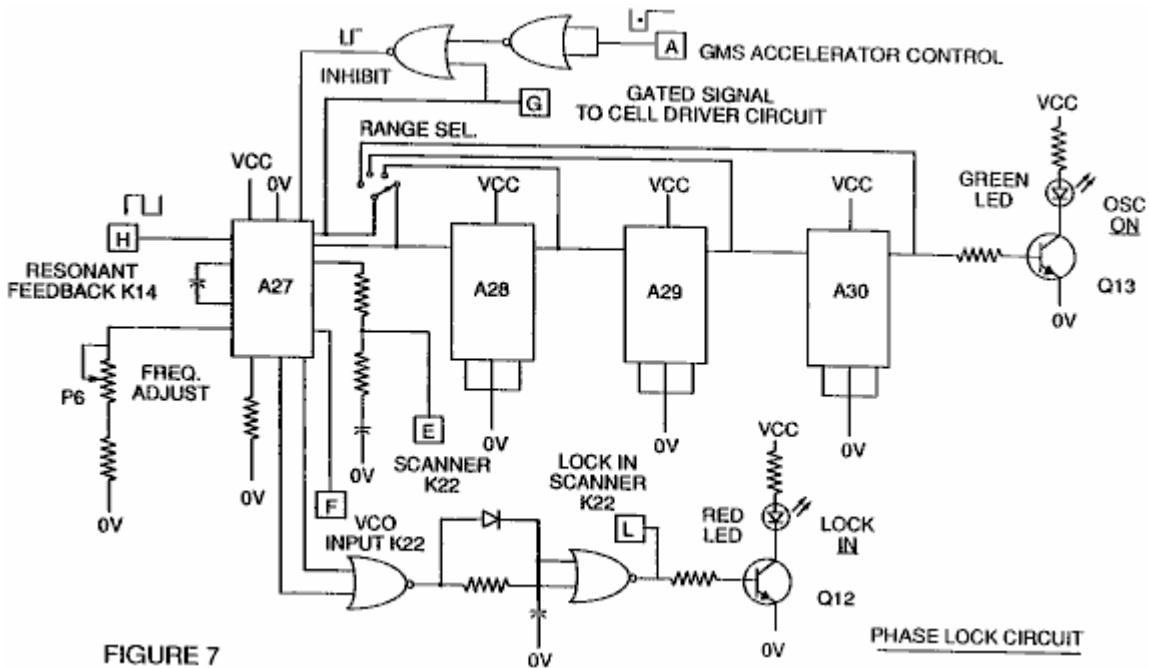 A
GMS ACCELERATOR CONTROL
INHIBIT
G
GATED SIGNAL
TO CELL DRIVER CIRCUIT
RANGE SEL.
VCC
0V
VCC
VCC
VCC
VCC
GREEN
LED
OSC
ON
H
RESONANT
FEEDBACK K14
A27
A28
A29
A30
Q13
0V
P6
FREQ.
ADJUST
E
SCANNER
K22
0V
0V
0V
0V
0V
0V
LOCK IN
SCANNER
K22
VCC
F
VCO
INPUT K22
L
RED
LED
LOCK
IN
Q12
0V
0V
FIGURE 7
PHASE LOCK CIRCUIT